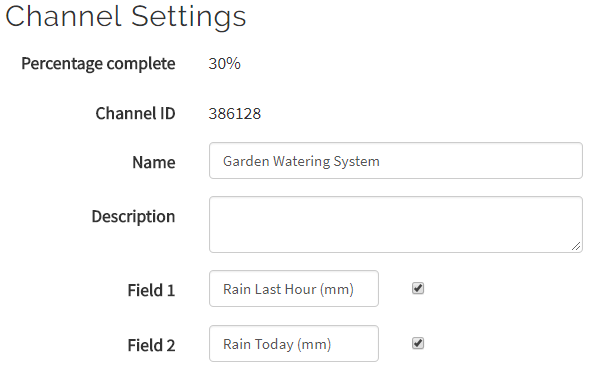 Channel Settings
Percentage complete 30%
Channel ID 386128
Name Garden Watering System
Description
Field 1 Rain Last Hour (mm)
Field 2 Rain Today (mm)